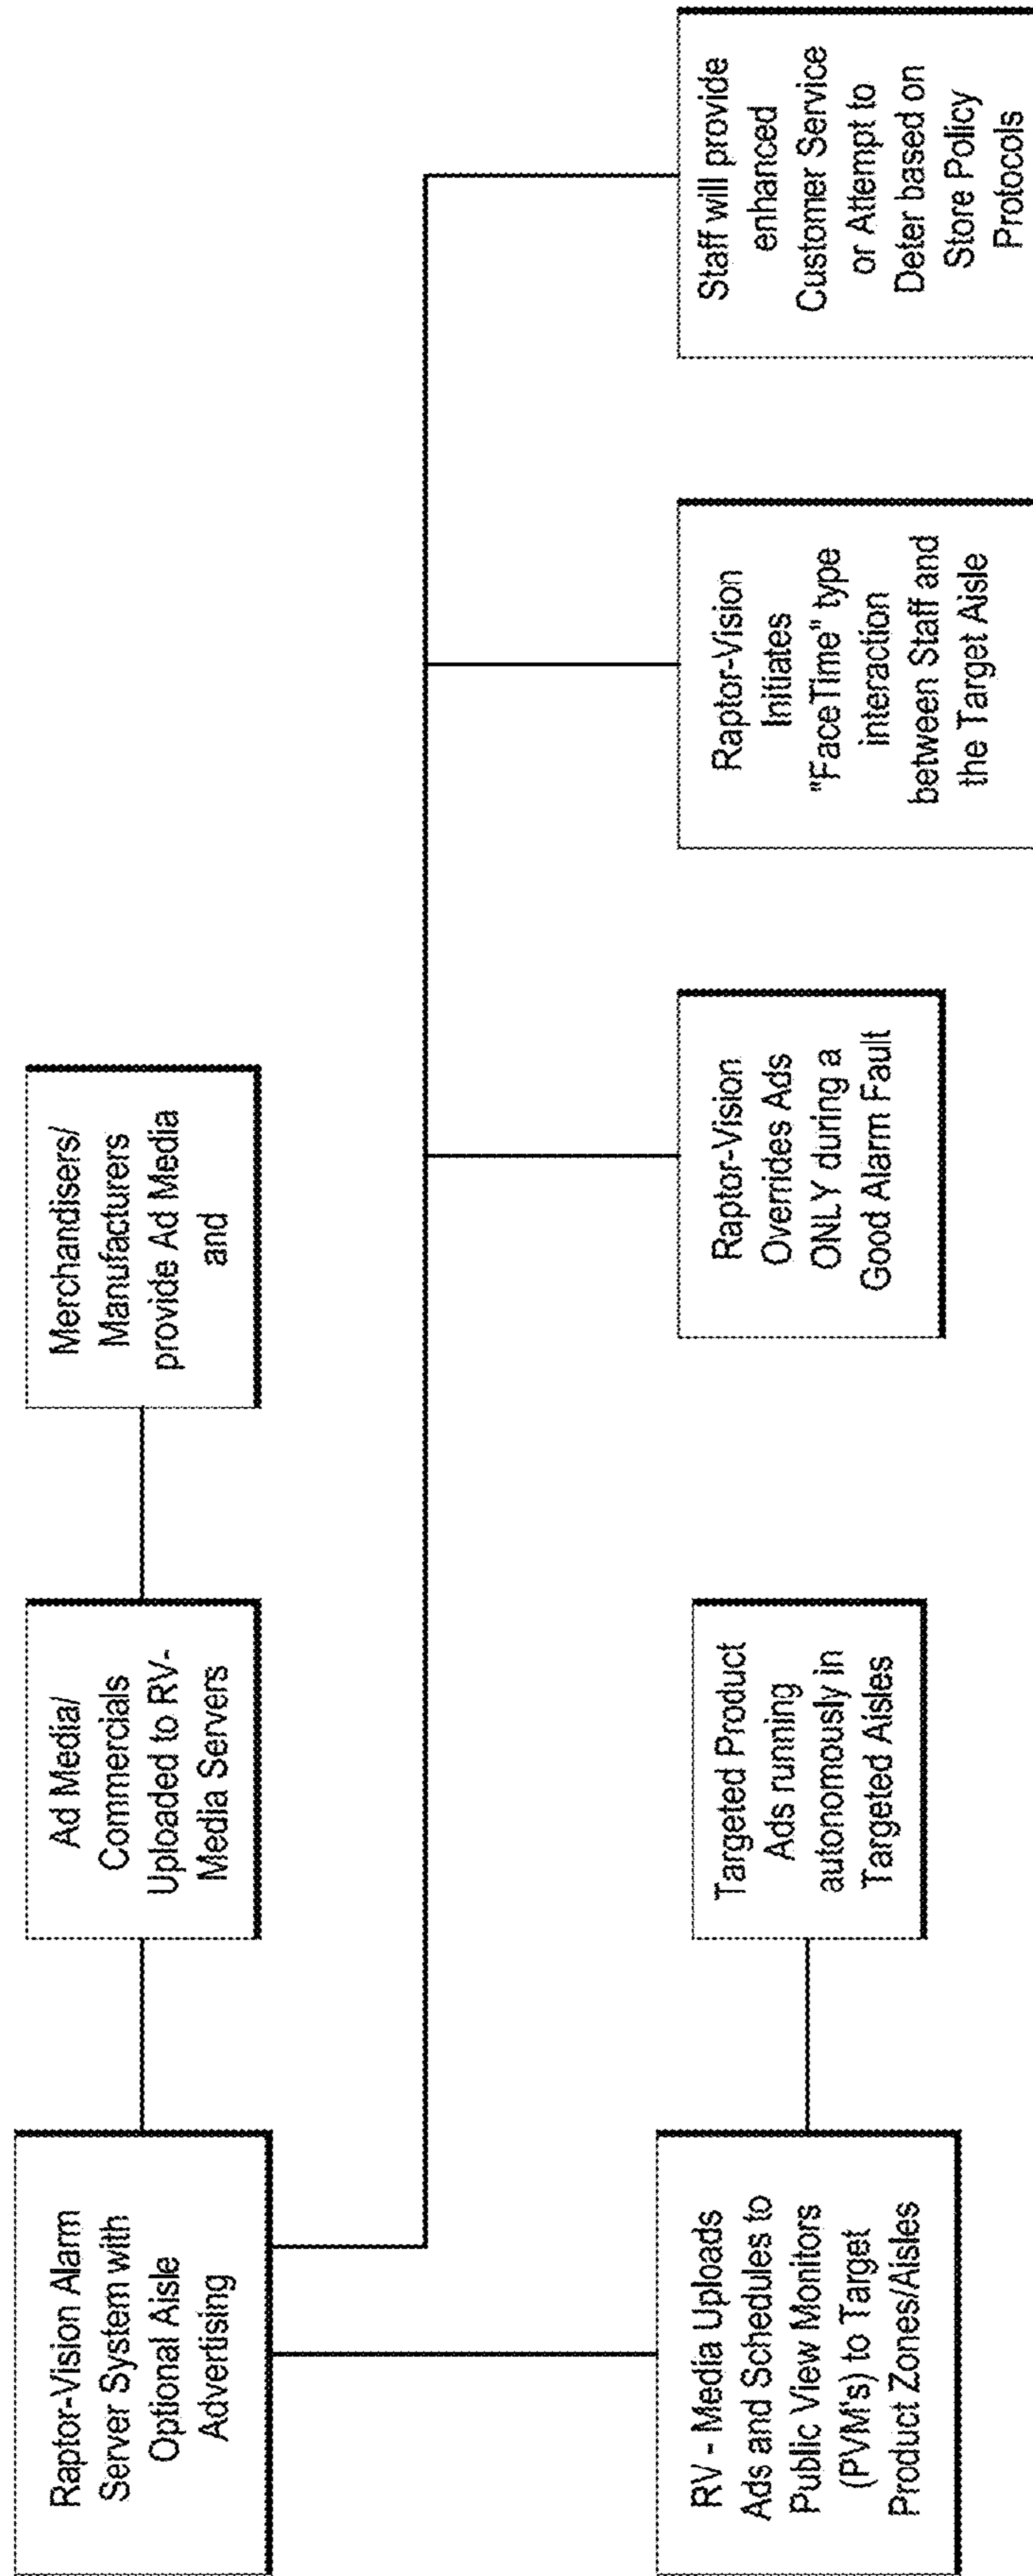 Raptor-Vision Alarm
Server System with
Optional Aisle
Advertising
Ad Media/
Commercials
Uploaded to RV-
Media Servers
Merchandisers/
Manufacturers
provide Ad Media
and
RV - Media Uploads
Ads and Schedules to
Public View Monitors
(PVM's) to Target
Product Zones/Aisles
Targeted Product
Ads running
autonomously in
Targeted Aisles
Raptor-Vision
Overrides Ads
ONLY during a
Good Alarm Fault
Raptor-Vision
Initiates
"FaceTime" type
interaction
between Staff and
the Target Aisle
Staff will provide
enhanced
Customer Service
or Attempt to
Deter based on
Store Policy
Protocols